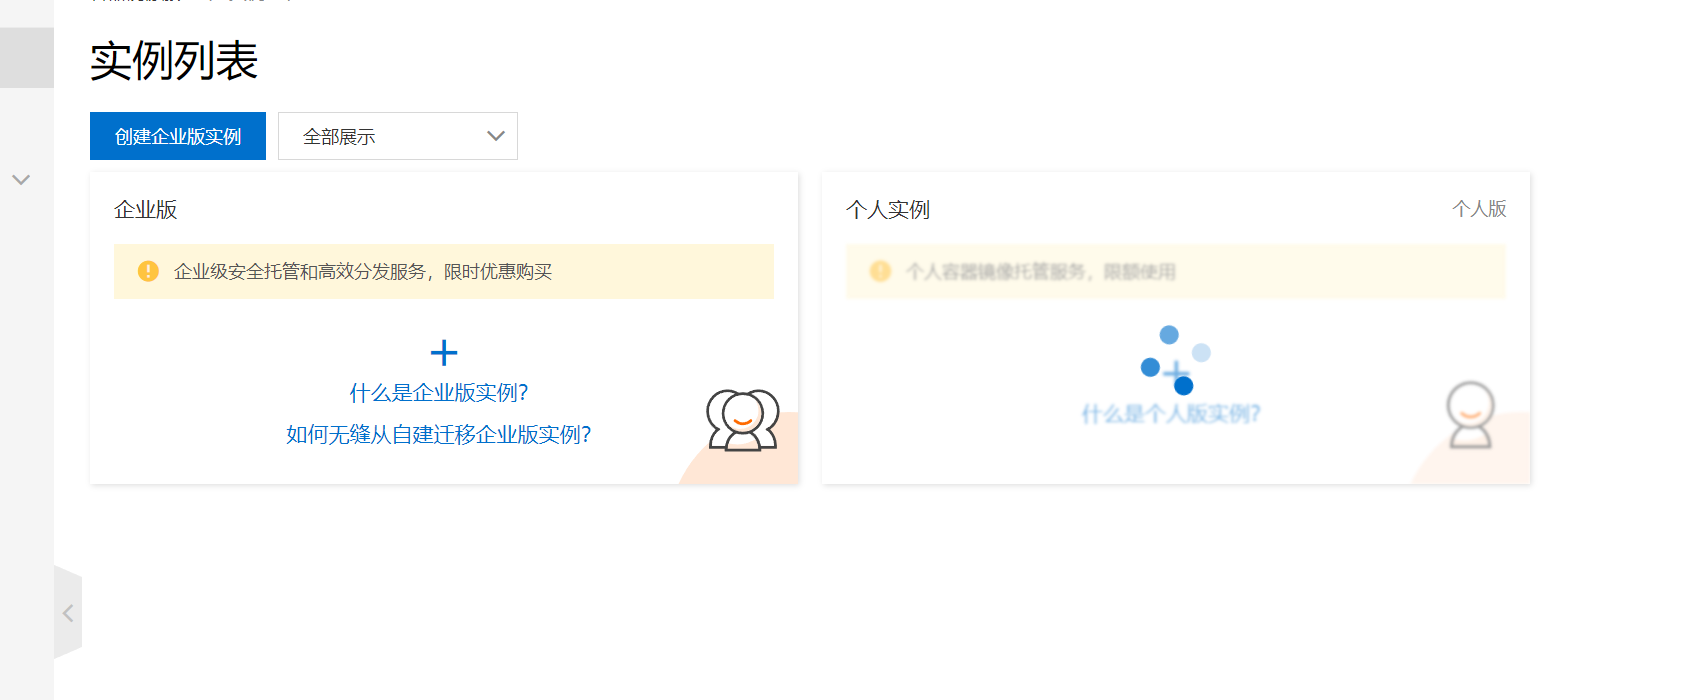 实例列表
创建企业版实例
全部展示
企业版
企业级安全托管和高效分发服务，限时优惠购买
什么是企业版实例?
如何无缝从自建迁移企业版实例?
个人实例
个人版
个人容器镜像托管服务，限额使用
什么是个人版实例?